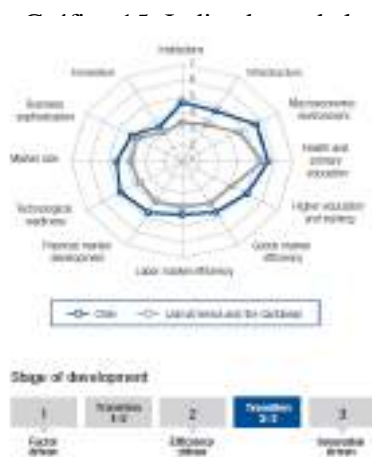 Institutions
7
Innovation
Infrastructure
Business
sophistication
Macroeconomic
environment
Market size
Health and
primary
education
Technological
readiness
Higher education
and training
Financial market
development
Goods market
efficiency
Labor market efficiency
Chile
Latin America and the Caribbean
Stage of development
1
Transition
1–2
2
Transition
2–3
3
Factor
driven
Efficiency
driven
Innovation
driven